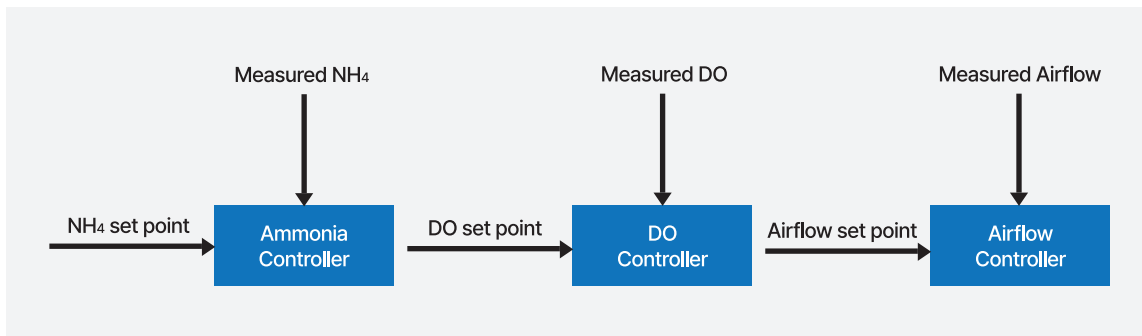 Measured NH₄
Measured DO
Measured Airflow
NH₄ set point
Ammonia
Controller
DO set point
DO
Controller
Airflow set point
Airflow
Controller